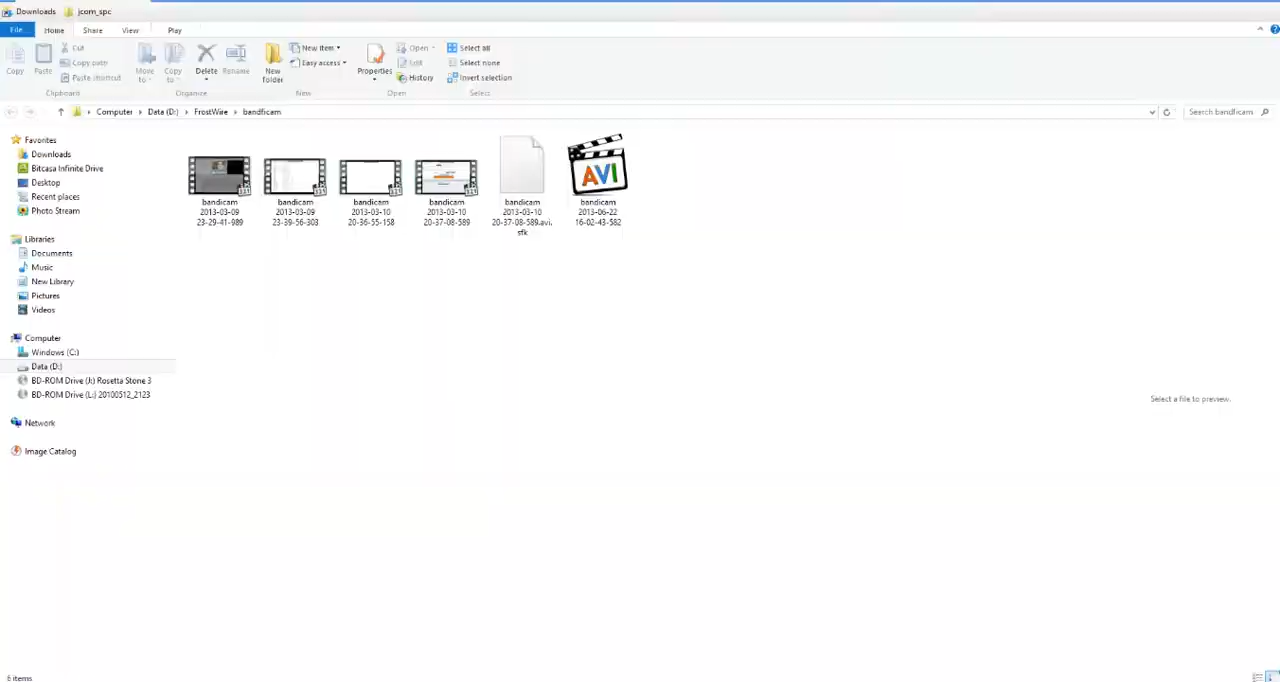 Downloads jcom_spc
File Home Share View Play
Copy Paste Cut Copy path Paste shortcut
Clipboard
Move to Copy to Delete Rename
Organise
New folder New item Easy access
New
Properties Open Edit History
Open
Select all Select none Invert selection
Select
Computer Data (D:) FrostWire bandficam Search bandficam
Favorites
Downloads
Bitcasa Infinite Drive
Desktop
Recent places
Photo Stream
Libraries
Documents
Music
New Library
Pictures
Videos
Computer
Windows (C:)
Data (D:)
BD-ROM Drive (J:) Rosetta Stone 3
BD-ROM Drive (L:) 20100512_2123
Network
Image Catalog
bandicam
2013-03-09
23-29-41-989
bandicam
2013-03-09
23-39-56-303
bandicam
2013-03-10
20-36-55-158
bandicam
2013-03-10
20-37-08-589
bandicam
2013-03-10
20-37-08-589.avi.
sfk
AVI
bandicam
2013-06-22
16-02-43-582
Select a file to preview.
6 items